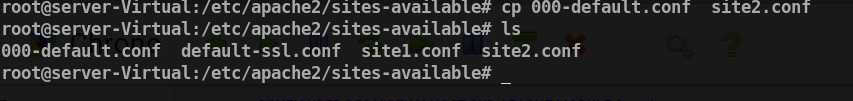 root@server-Virtual:/etc/apache2/sites-available# cp 000-default.conf  site2.conf
root@server-Virtual:/etc/apache2/sites-available# ls
000-default.conf  default-ssl.conf  site1.conf  site2.conf
root@server-Virtual:/etc/apache2/sites-available# _